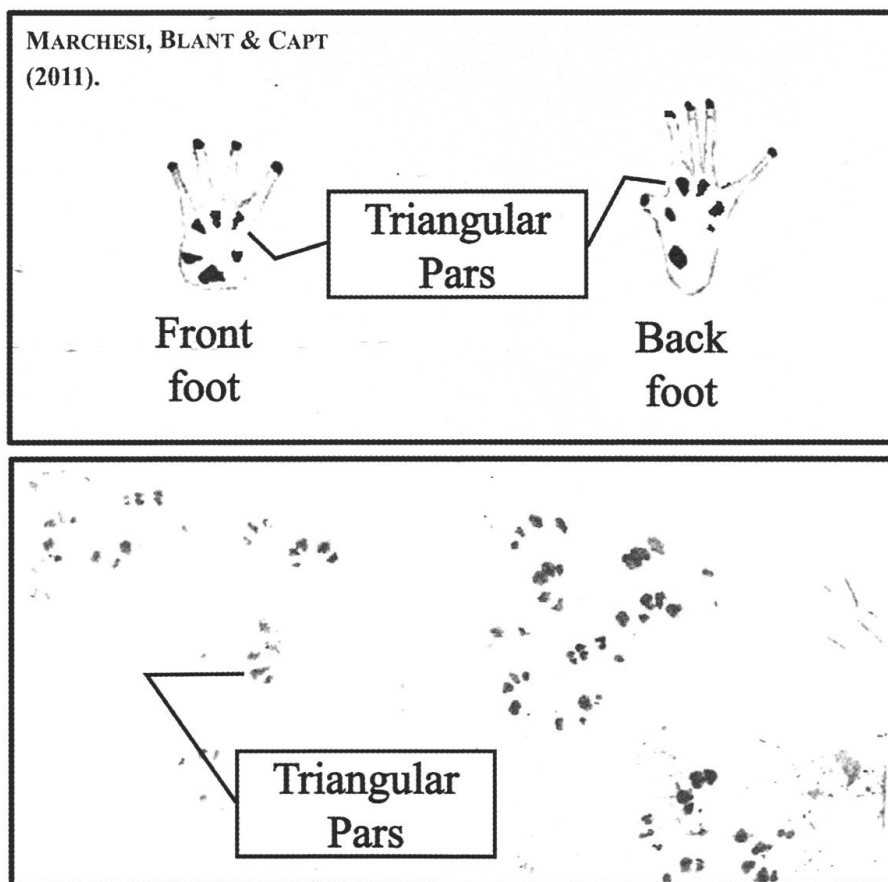 MARCHESI, BLANT & CAPT
(2011).
Triangular
Pars
Front
foot
Back
foot
Triangular
Pars